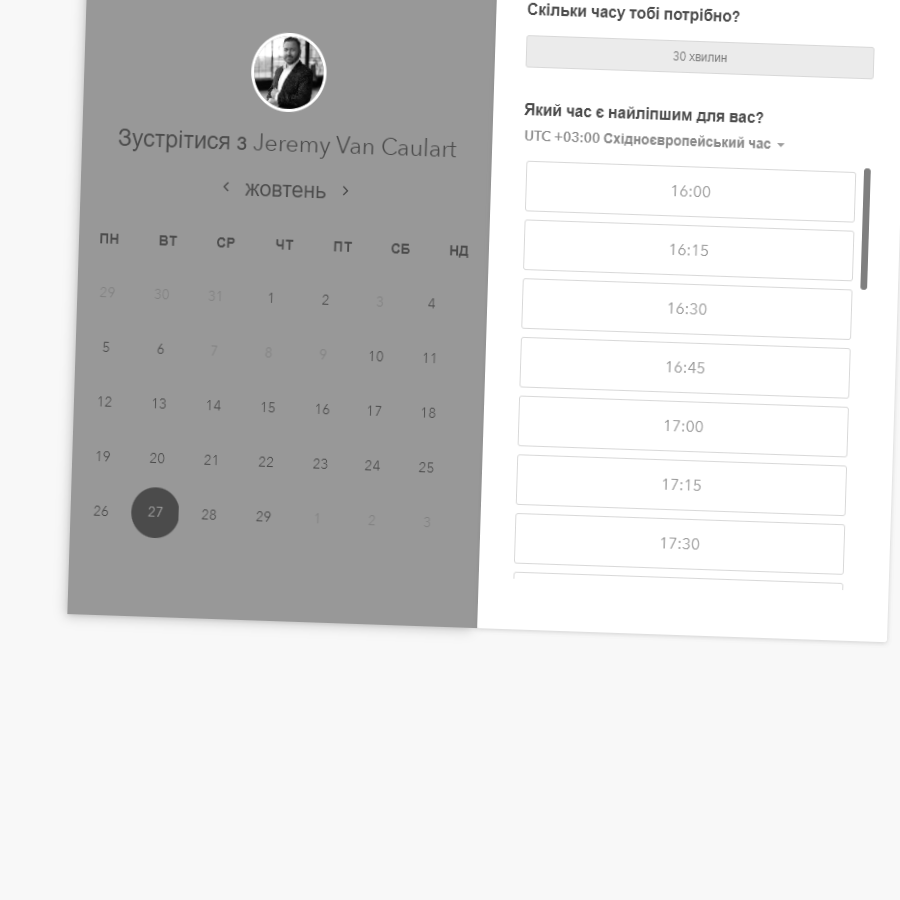 Зустрітися з Jeremy Van Caulart
жовтень
ПН ВТ СР ЧТ ПТ СБ НД
29 30 31 1 2 3 4
5 6 7 8 9 10 11
12 13 14 15 16 17 18
19 20 21 22 23 24 25
26 27 28 29 1 2 3
Скільки часу тобі потрібно?
30 хвилин
Який час є найліпшим для вас?
UTC +03:00 Східноєвропейський час
16:00
16:15
16:30
16:45
17:00
17:15
17:30